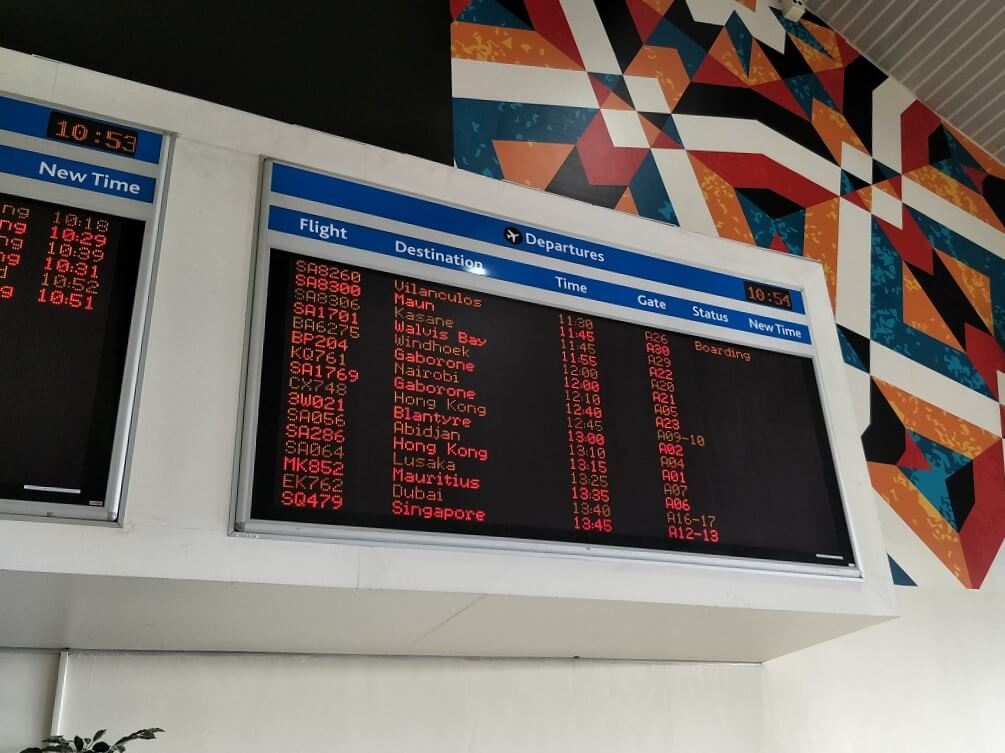 10:53
New Time
ng 10:18
ng 10:29
ng 10:39
ng 10:31
d 10:52
g 10:51
Departures 10:54
Flight Destination Time Gate Status New Time
SA8260 Vilanculos 11:30 A26 Boarding
SA8300 Maun 11:45 A30
SA8306 Kasane 11:45 A29
SA1701 Walvis Bay 11:55 A22
BA6275 Windhoek 12:00 A20
BP204 Gaborone 12:00 A21
KQ761 Nairobi 12:10 A05
SA1769 Gaborone 12:40 A23
CX748 Hong Kong 12:45 A09-10
3W021 Blantyre 13:00 A02
SA056 Abidjan 13:10 A04
SA286 Hong Kong 13:15 A01
SA064 Lusaka 13:25 A07
MK852 Mauritius 13:35 A06
EK762 Dubai 13:40 A16-17
SQ479 Singapore 13:45 A12-13